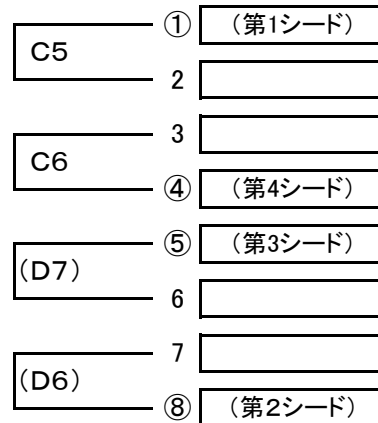 ① （第1シード）
C5
2
3
C6
④ （第4シード）
⑤ （第3シード）
（D7）
6
7
（D6）
⑧ （第２シード）